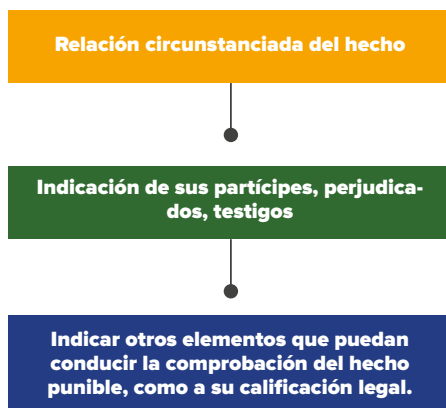 Relación circunstanciada del hecho
Indicación de sus partícipes, perjudica-
dos, testigos
Indicar otros elementos que puedan
conducir la comprobación del hecho
punible, como a su calificación legal.